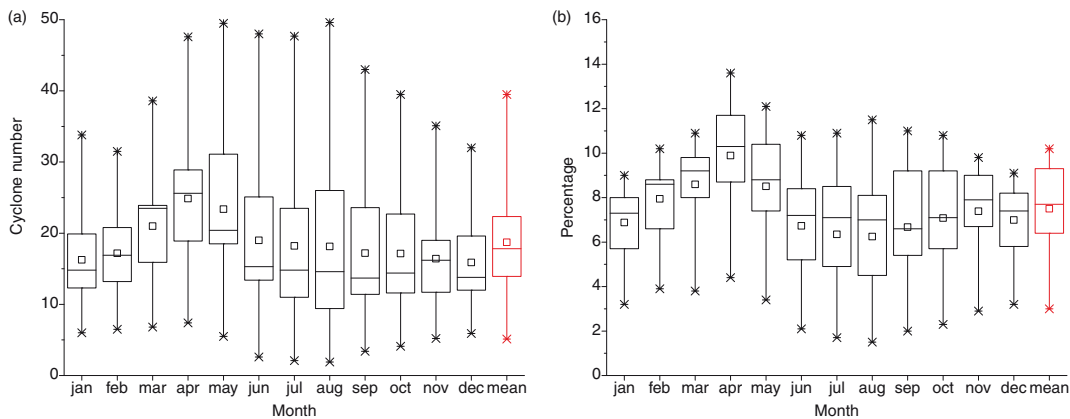 (a)
50
40
30
20
10
0
Cyclone number
jan feb mar apr may jun jul aug sep oct nov dec mean
Month
(b)
16
14
12
10
8
6
4
2
0
Percentage
jan feb mar apr may jun jul aug sep oct nov dec mean
Month